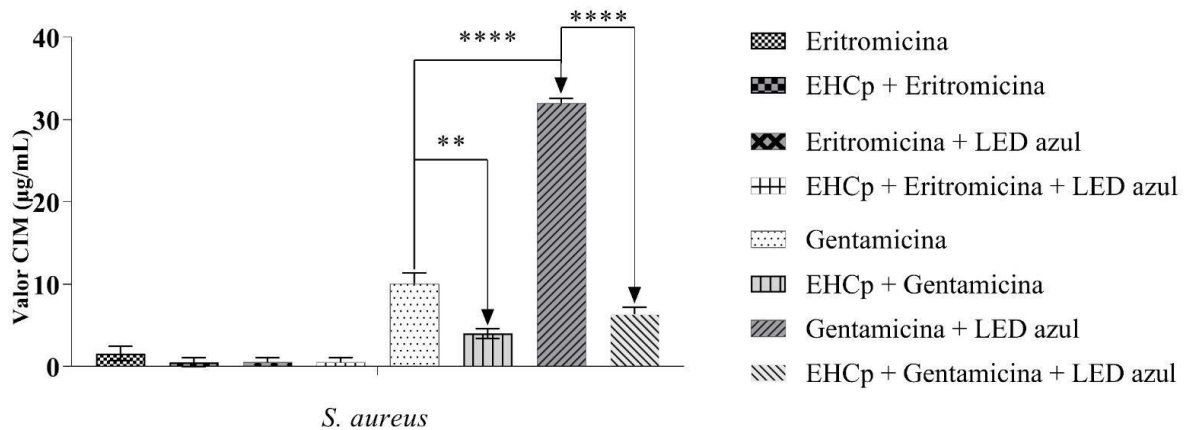 Valor CIM (µg/mL)
40
30
20
10
0
****
****
**
S. aureus
Eritromicina
EHCp + Eritromicina
Eritromicina + LED azul
EHCp + Eritromicina + LED azul
Gentamicina
EHCp + Gentamicina
Gentamicina + LED azul
EHCp + Gentamicina + LED azul